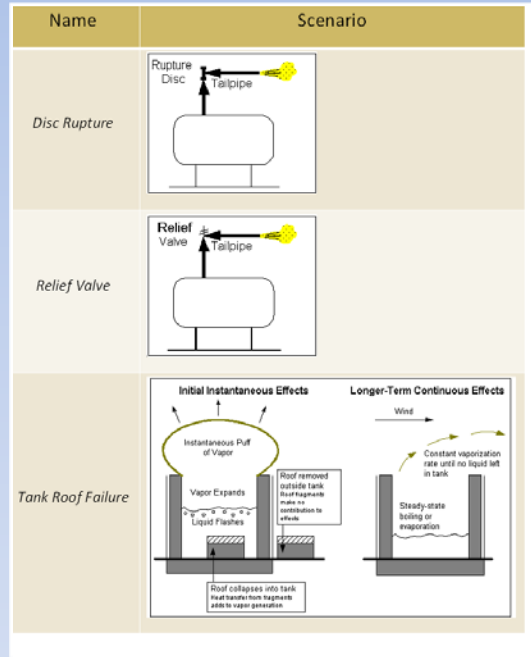 Name
Scenario
Disc Rupture
Rupture
Disc
Tailpipe
Relief Valve
Relief
Valve
Tailpipe
Tank Roof Failure
Initial Instantaneous Effects
Instantaneous Puff
of Vapor
Vapor Expands
Liquid Flashes
Roof removed
outside tank
Roof fragments
make no
contribution to
effects
Roof collapses into tank
Heat transfer from fragments
adds to vapor generation
Longer-Term Continuous Effects
Wind
Constant vaporization
rate until no liquid left
in tank
Steady-state
boiling or
evaporation